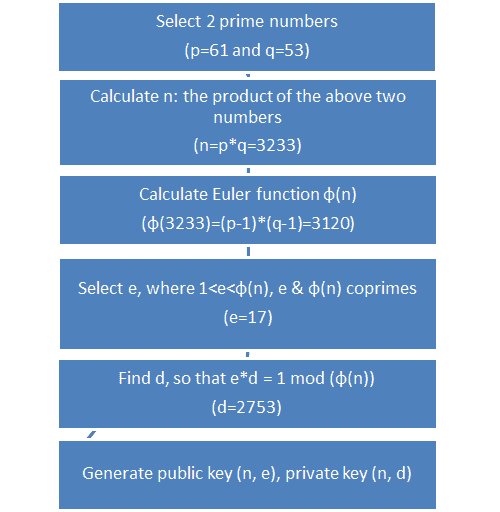 Select 2 prime numbers
(p=61 and q=53)
Calculate n: the product of the above two
numbers
(n=p*q=3233)
Calculate Euler function ϕ(n)
(ϕ(3233)=(p-1)*(q-1)=3120)
Select e, where 1<e<ϕ(n), e & ϕ(n) coprimes
(e=17)
Find d, so that e*d = 1 mod (ϕ(n))
(d=2753)
Generate public key (n, e), private key (n, d)